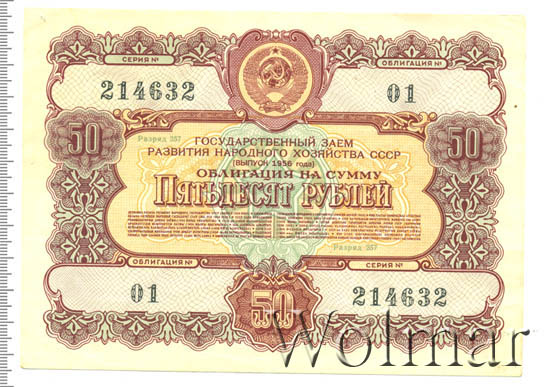 СЕРИЯ № ОБЛИГАЦИЯ №
214632 01
50 50
Разряд 357
ГОСУДАРСТВЕННЫЙ ЗАЕМ
РАЗВИТИЯ НАРОДНОГО ХОЗЯЙСТВА СССР
(ВЫПУСК 1956 года)
ОБЛИГАЦИЯ НА СУММУ
ПЯТЬДЕСЯТ РУБЛЕЙ
Разряд 357
ОБЛИГАЦИЯ № СЕРИЯ №
01 50 214632
Wolmar